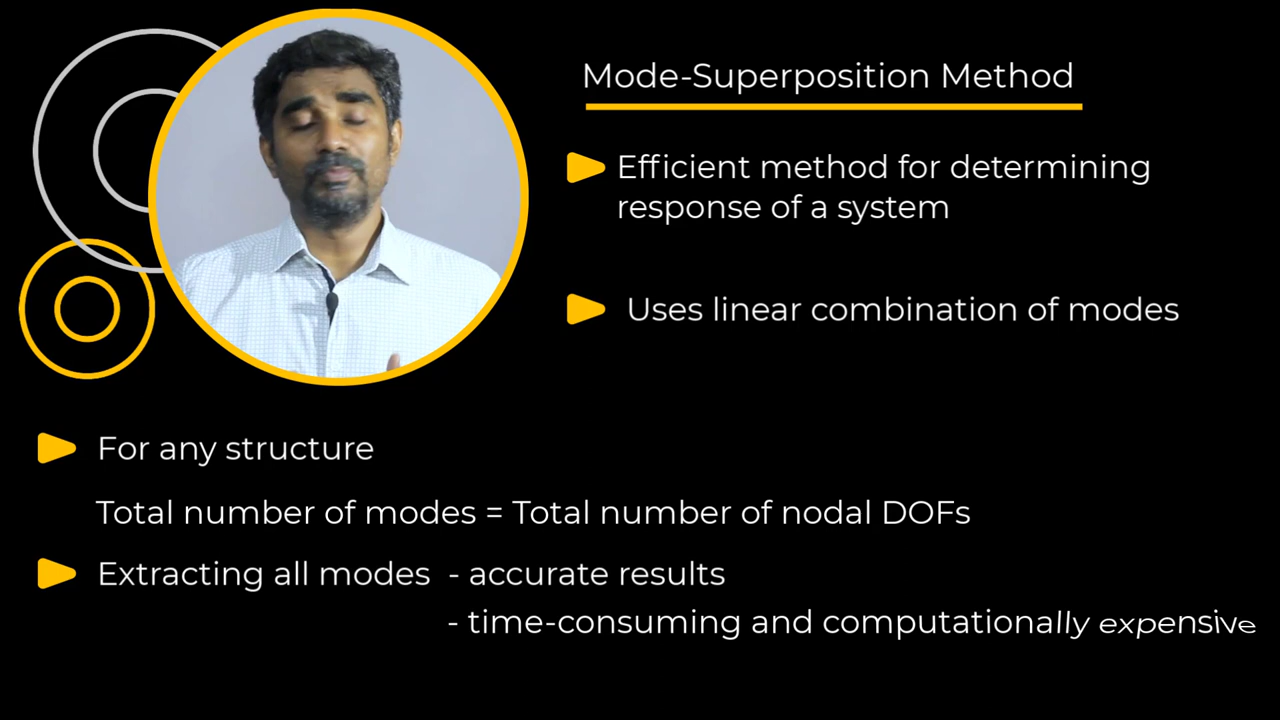 Mode-Superposition Method
Efficient method for determining
response of a system
Uses linear combination of modes
For any structure
Total number of modes = Total number of nodal DOFs
Extracting all modes - accurate results
- time-consuming and computationally expensive